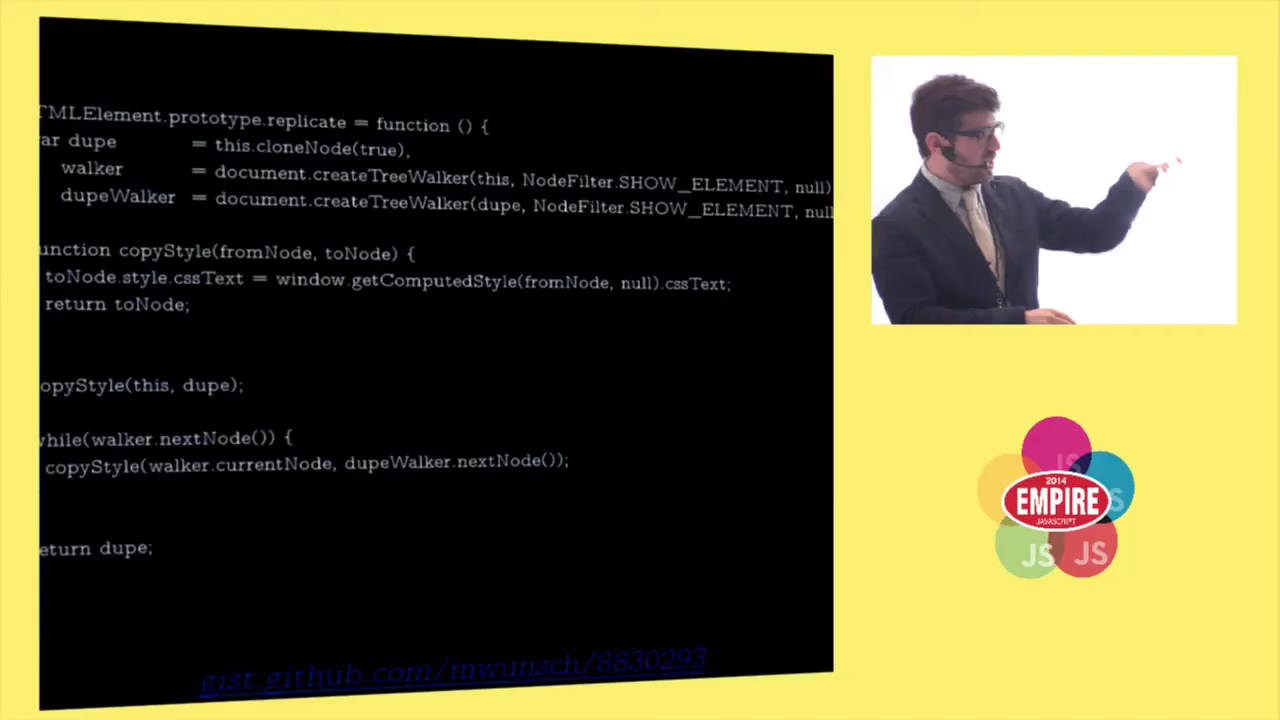 TMLElement.prototype.replicate = function () {
ar dupe = this.cloneNode(true),
walker = document.createTreeWalker(this, NodeFilter.SHOW_ELEMENT, null)
dupeWalker = document.createTreeWalker(dupe, NodeFilter.SHOW_ELEMENT, null
unction copyStyle(fromNode, toNode) {
toNode.style.cssText = window.getComputedStyle(fromNode, null).cssText;
return toNode;
opyStyle(this, dupe);
while(walker.nextNode()) {
copyStyle(walker.currentNode, dupeWalker.nextNode());
eturn dupe;
gist.github.com/mwunsch/8830293
JS
JS
2014
EMPIRE
JAVASCRIPT
JS
JS